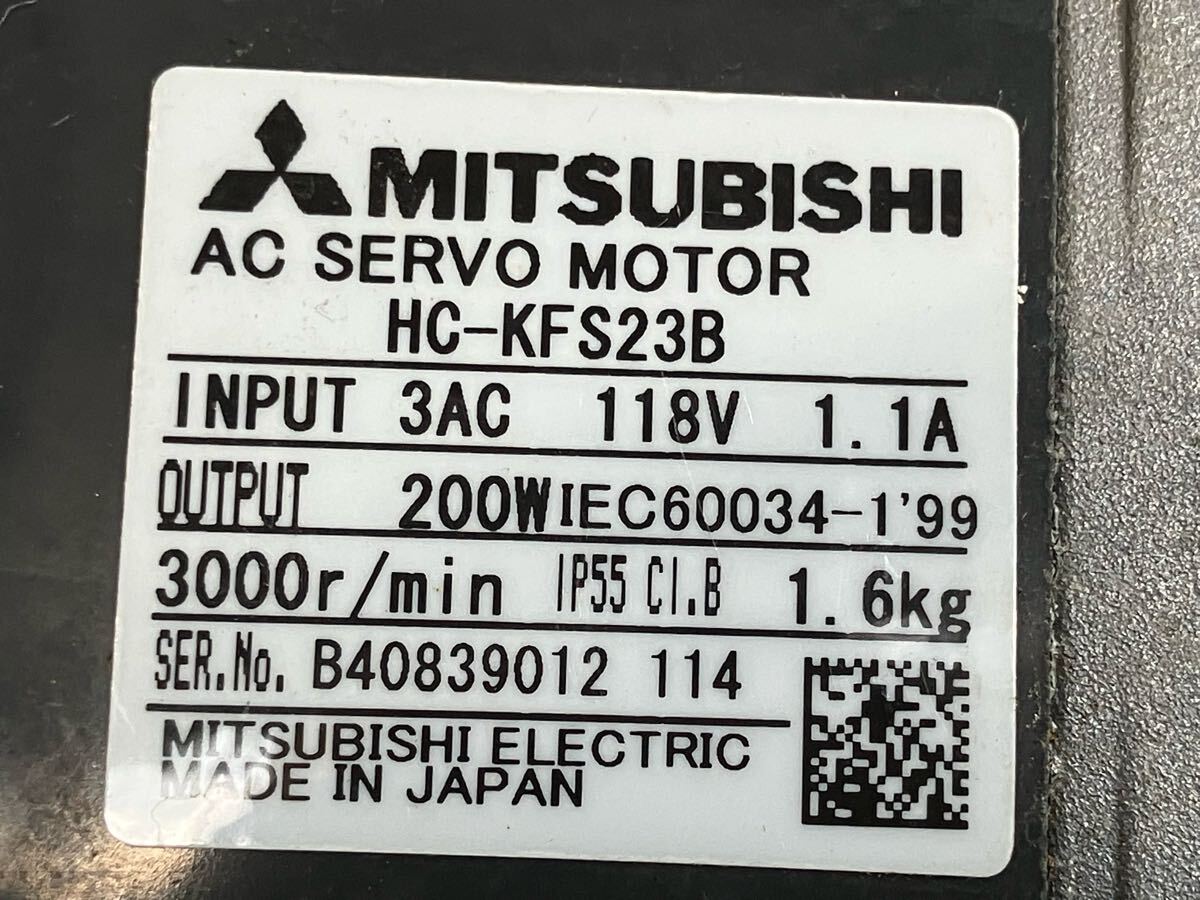 MITSUBISHI
AC SERVO MOTOR
HC-KFS23B
INPUT 3AC 118V 1.1A
OUTPUT 200W IEC60034-1'99
3000r/min IP55 Cl.B 1.6kg
SER.No. B40839012 114
MITSUBISHI ELECTRIC
MADE IN JAPAN